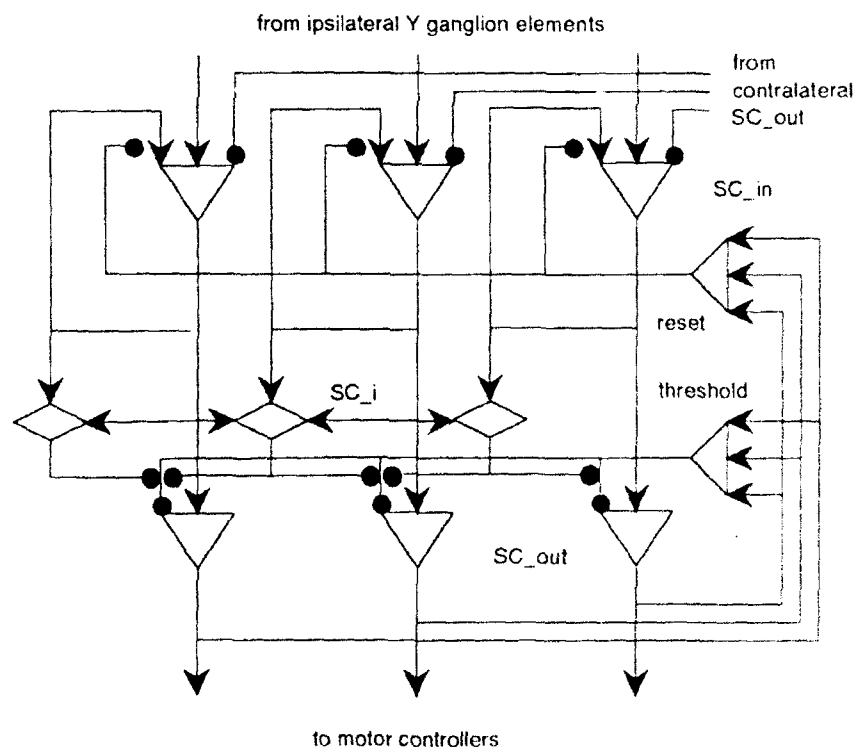 from ipsilateral Y ganglion elements
from
contralateral
SC_out
SC_in
reset
SC_i
threshold
SC_out
to motor controllers